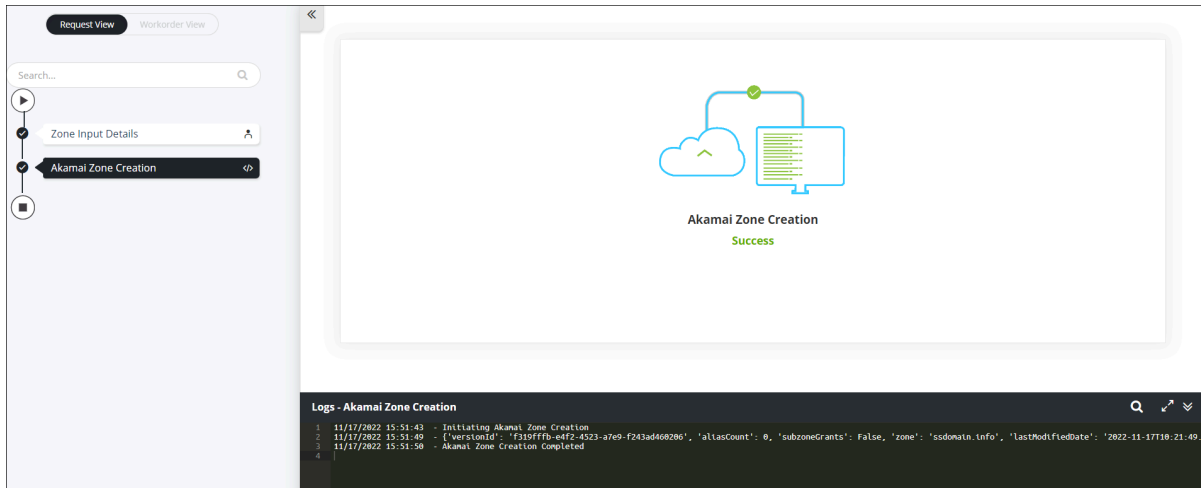 Request View Workorder View
Search...
Zone Input Details
Akamai Zone Creation
Akamai Zone Creation
Success
Logs - Akamai Zone Creation
1 11/17/2022 15:51:43 - Initiating Akamai Zone Creation
2 11/17/2022 15:51:49 - {'versionId': 'f319fffb-e4f2-4523-a7e9-f243ad460206', 'aliasCount': 0, 'subzoneGrants': False, 'zone': 'ssdomain.info', 'lastModifiedDate': '2022-11-17T10:21:49.
3 11/17/2022 15:51:50 - Akamai Zone Creation Completed
4